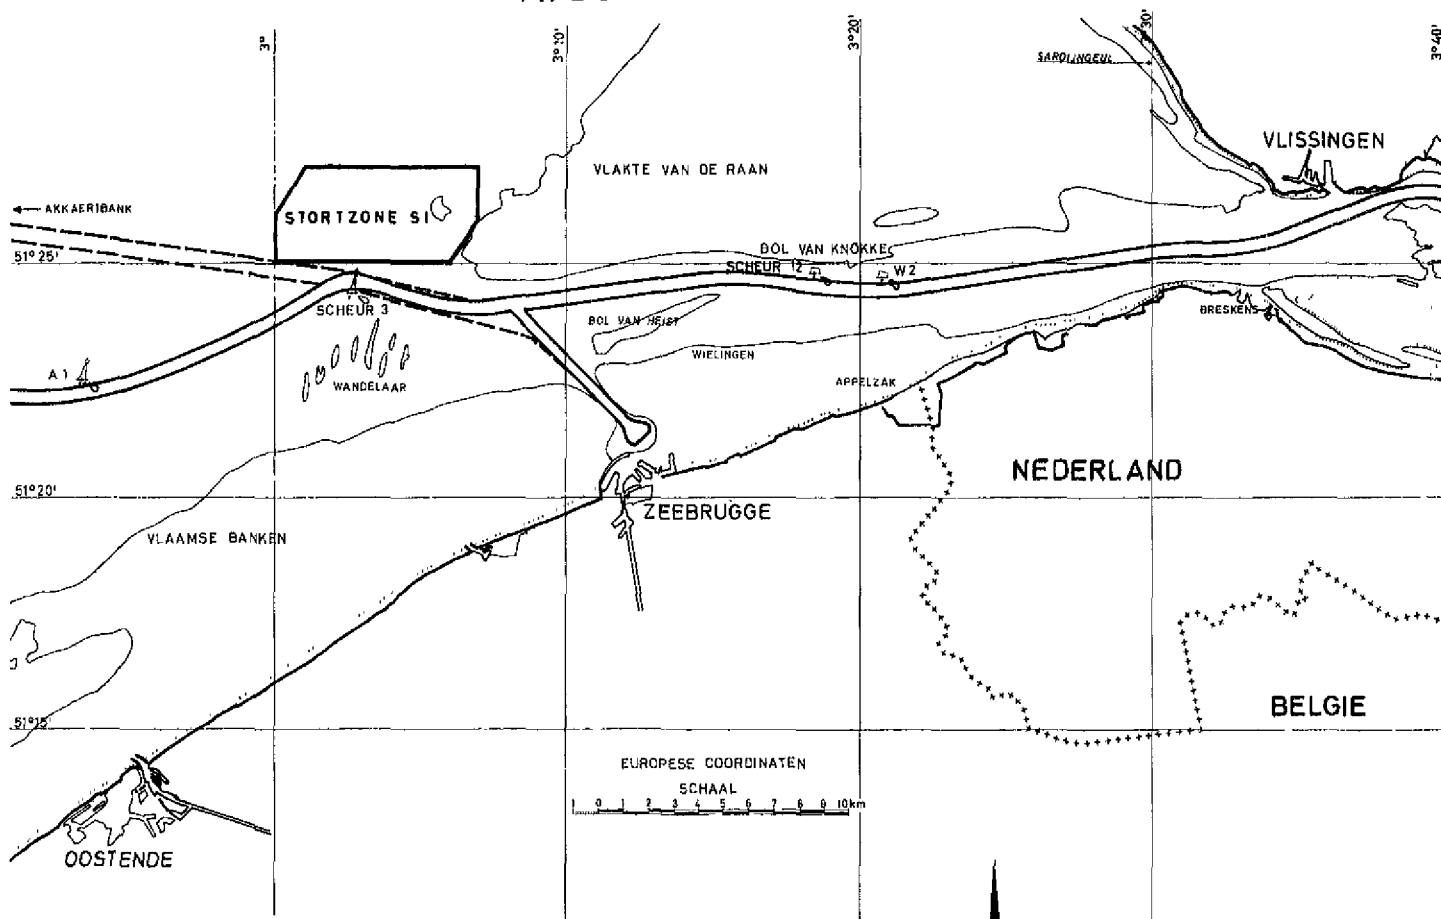 3°
3°10'
3°20'
3°30'
3°40'
SARDIJNGEUL
VLISSINGEN
VLAKTE VAN DE RAAN
AKKAERTBANK
STORTZONE S1
51°25'
BOL VAN KNOKKE
SCHEUR 12
W2
SCHEUR 3
BOL VAN HEIST
BRESKENS
WIELINGEN
A1
WANDELAAR
APPELZAK
NEDERLAND
51°20'
ZEEBRUGGE
VLAAMSE BANKEN
BELGIE
51°15'
EUROPESE COORDINATEN
SCHAAL
1 0 1 2 3 4 5 6 7 8 9 10km
OOSTENDE